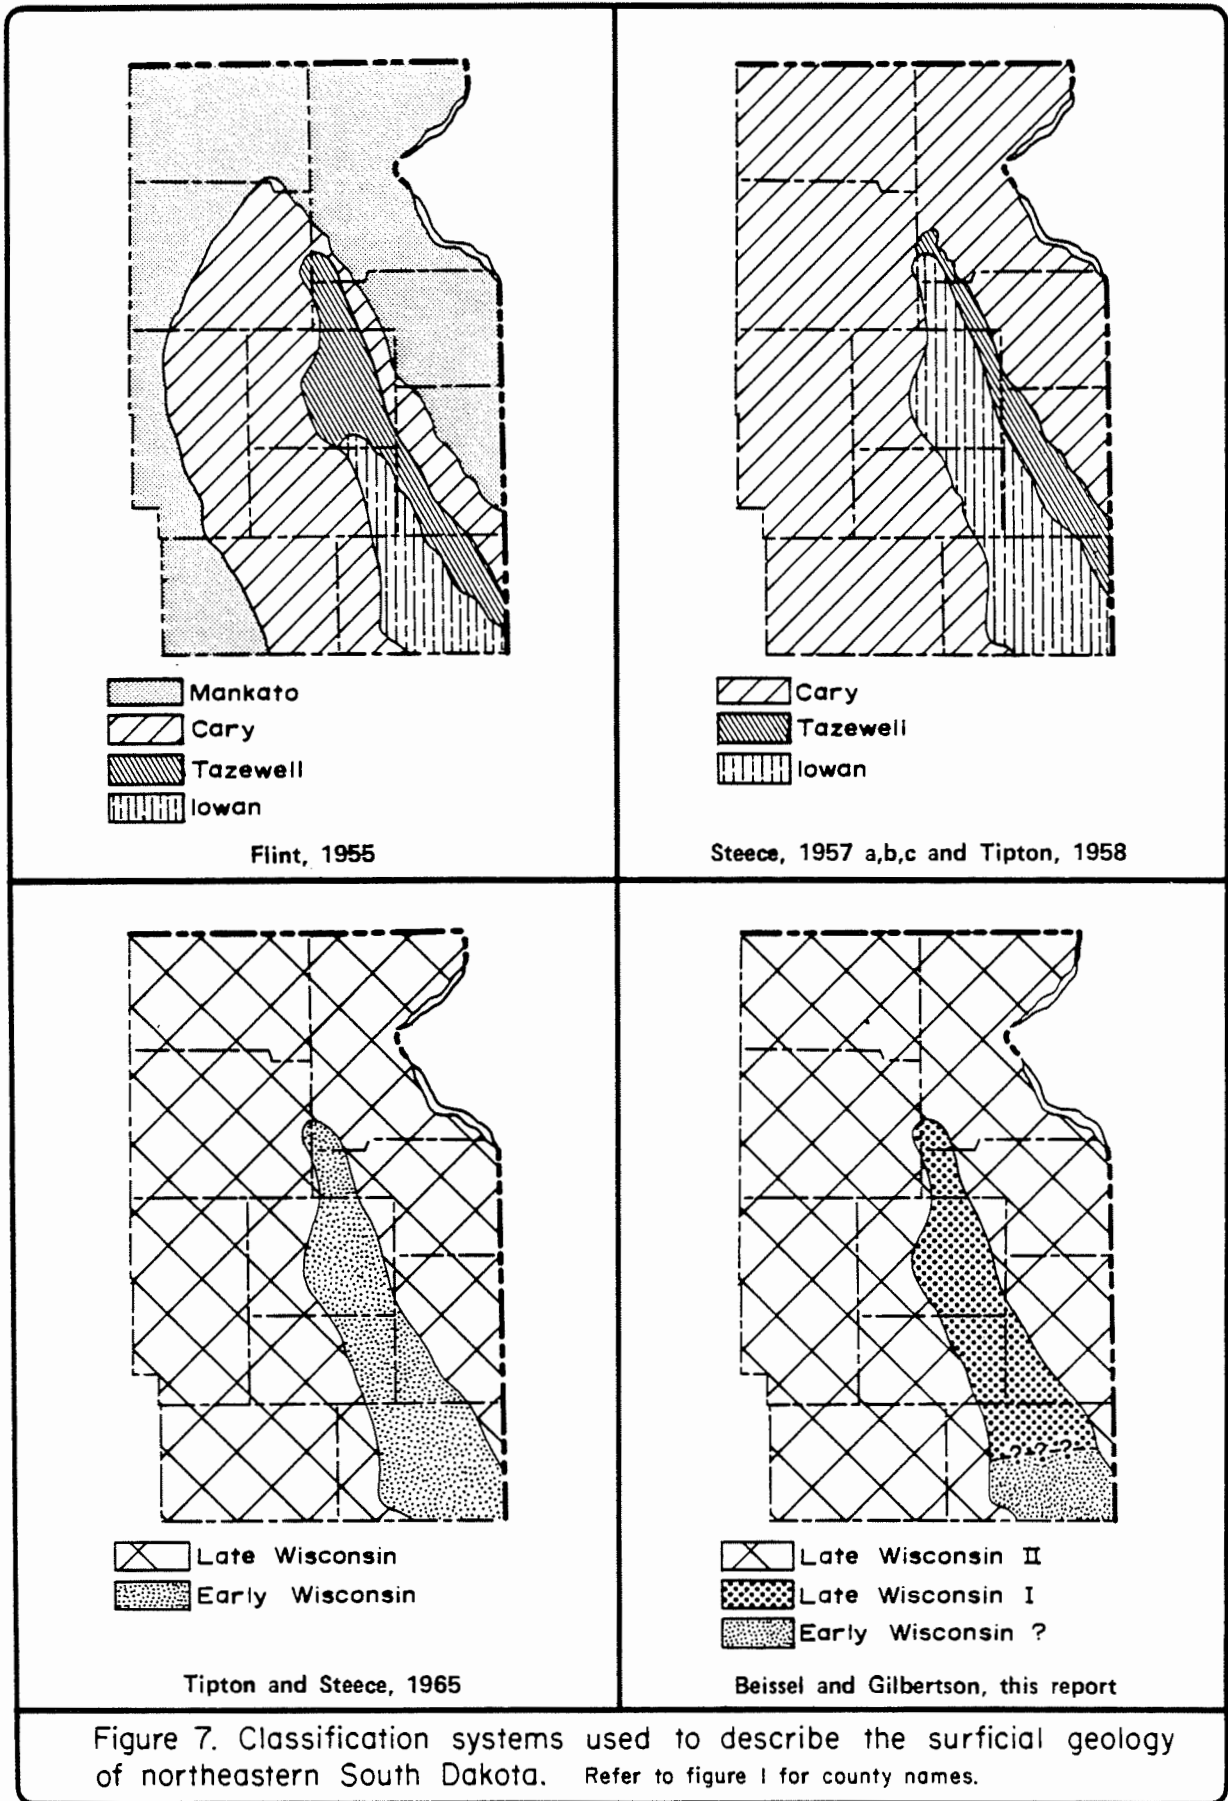 Mankato
Cary
Tazewell
Iowan
Flint, 1955
Cary
Tazewell
Iowan
Steece, 1957 a,b,c and Tipton, 1958
Late Wisconsin
Early Wisconsin
Tipton and Steece, 1965
? ? ?
Late Wisconsin II
Late Wisconsin I
Early Wisconsin ?
Beissel and Gilbertson, this report
Figure 7. Classification systems used to describe the surficial geology
of northeastern South Dakota. Refer to figure 1 for county names.